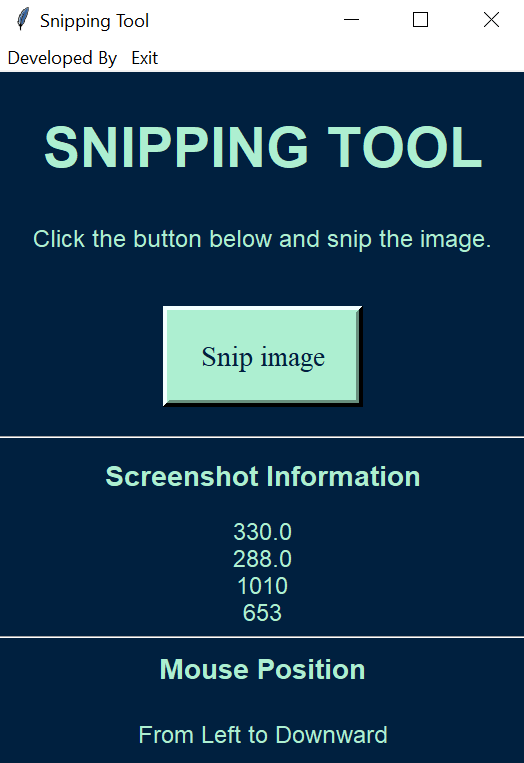 Snipping Tool
Developed By Exit
SNIPPING TOOL
Click the button below and snip the image.
Snip image
Screenshot Information
330.0
288.0
1010
653
Mouse Position
From Left to Downward